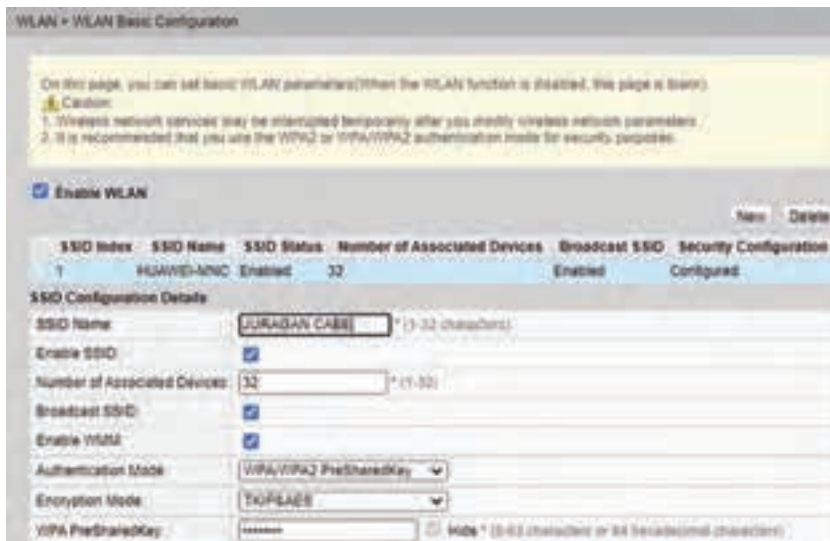 WLAN > WLAN Basic Configuration
On this page, you can set basic WLAN parameters(When the WLAN function is disabled, this page is blank).
Caution:
1. Wireless network services may be interrupted temporarily after you modify wireless network parameters.
2. It is recommended that you use the WPA2 or WPA/WPA2 authentication mode for security purposes.
Enable WLAN
New Delete
SSID Index SSID Name SSID Status Number of Associated Devices Broadcast SSID Security Configuration
1 Enabled 32 Enabled Configured
SSID Configuration Details
SSID Name: JURAGAN * (1-32 characters)
Enable SSID:
Number of Associated Devices: 32 * (1-32)
Broadcast SSID:
Enable WMM:
Authentication Mode: WPA/WPA2 PreSharedKey
Encryption Mode: TKIP&AES
WPA PreSharedKey: Hide * (8-63 characters or 64 hexadecimal characters)